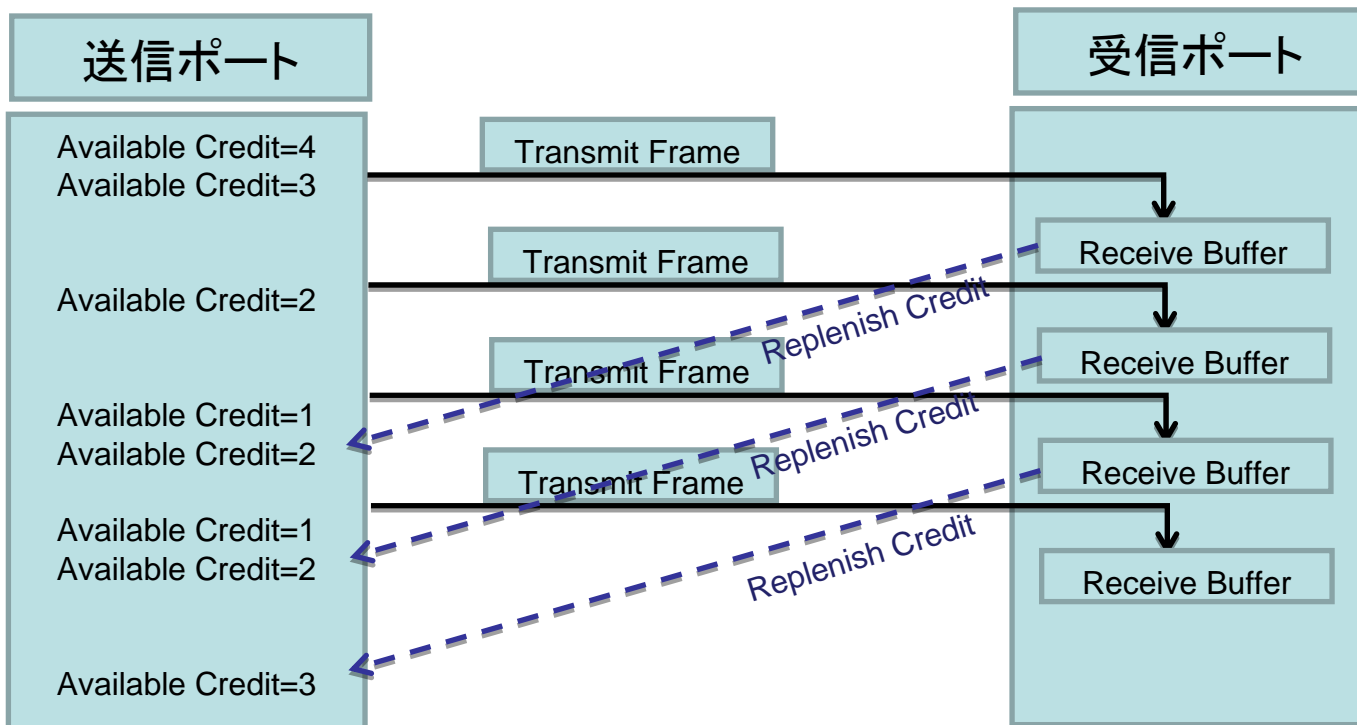 送信ポート
受信ポート
Available Credit=4
Available Credit=3
Transmit Frame
Receive Buffer
Transmit Frame
Available Credit=2
Replenish Credit
Receive Buffer
Transmit Frame
Available Credit=1
Available Credit=2
Replenish Credit
Receive Buffer
Transmit Frame
Available Credit=1
Available Credit=2
Replenish Credit
Receive Buffer
Available Credit=3